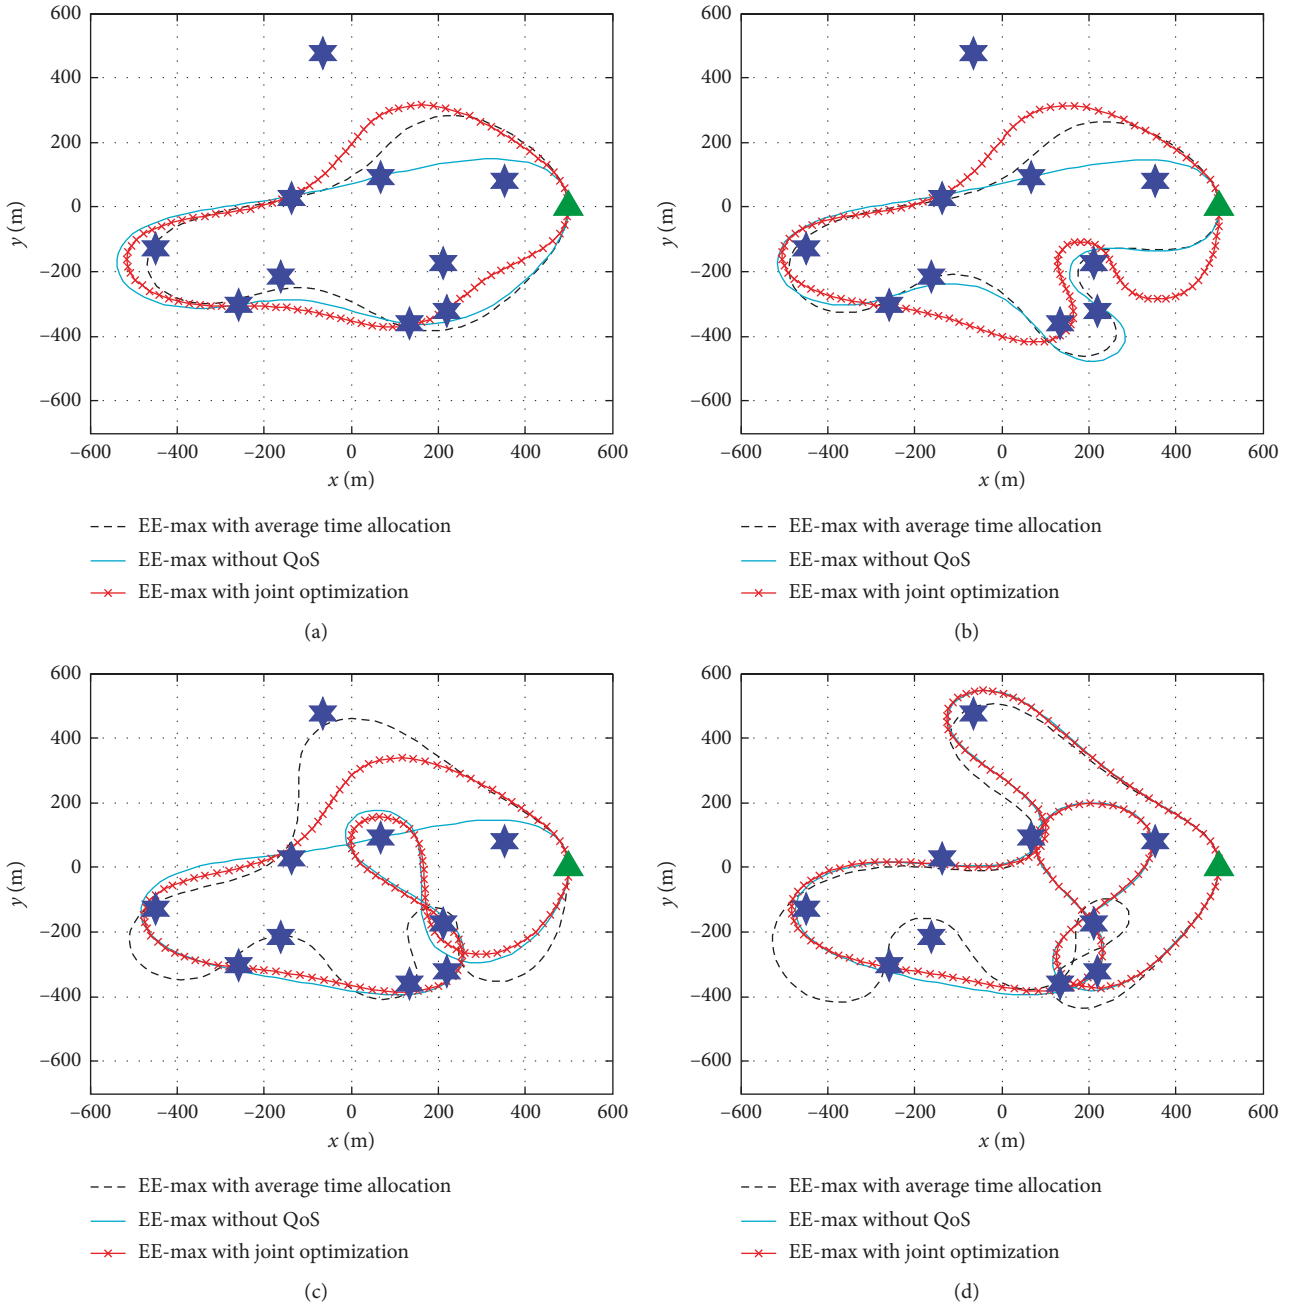 600
400
200
0
–200
–400
–600
y (m)
–600 –400 –200 0 200 400 600
x (m)
EE-max with average time allocation
EE-max without QoS
EE-max with joint optimization
(a)
600
400
200
0
–200
–400
–600
y (m)
–600 –400 –200 0 200 400 600
x (m)
EE-max with average time allocation
EE-max without QoS
EE-max with joint optimization
(b)
600
400
200
0
–200
–400
–600
y (m)
–600 –400 –200 0 200 400 600
x (m)
EE-max with average time allocation
EE-max without QoS
EE-max with joint optimization
(c)
600
400
200
0
–200
–400
–600
y (m)
–600 –400 –200 0 200 400 600
x (m)
EE-max with average time allocation
EE-max without QoS
EE-max with joint optimization
(d)